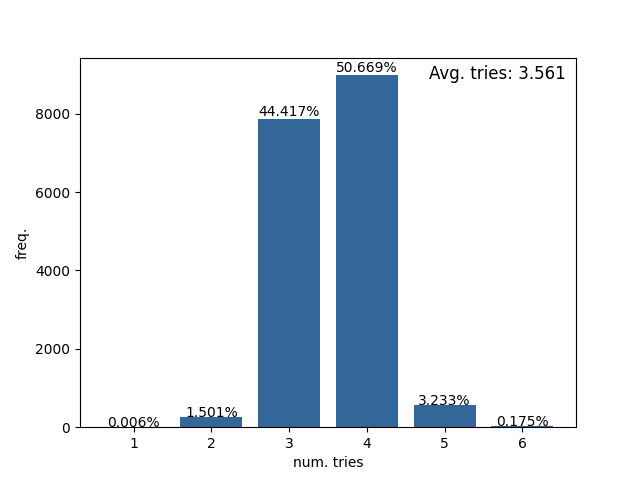 50.669%
Avg. tries: 3.561
44.417%
8000
6000
freq.
4000
2000
3.233%
1.501%
0.006%
0.175%
0
1 2 3 4 5 6
num. tries